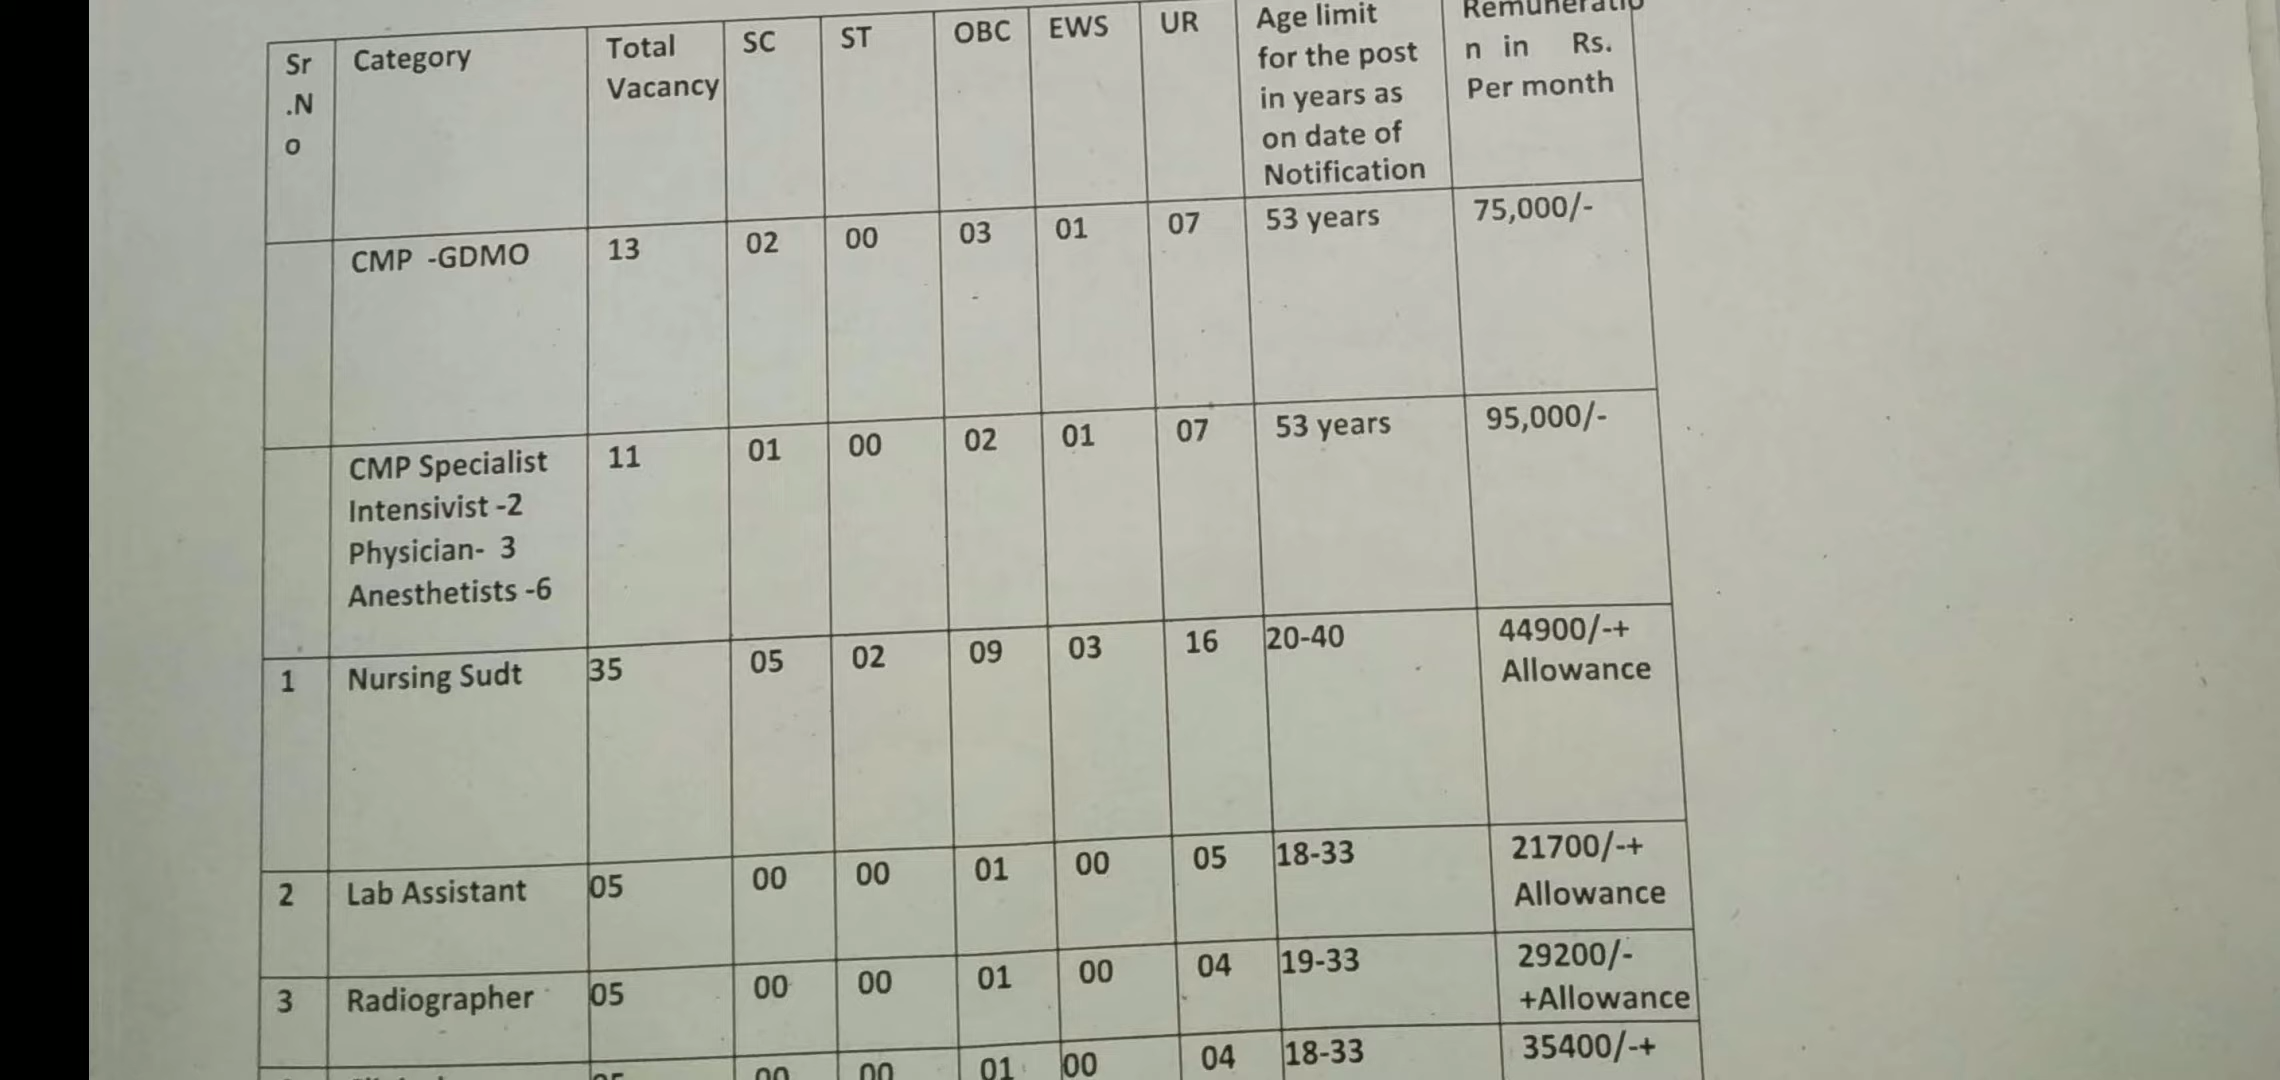 Sr .No Category Total Vacancy SC ST OBC EWS UR Age limit for the post in years as on date of Notification Remuneration in Rs. Per month
CMP -GDMO 13 02 00 03 01 07 53 years 75,000/-
CMP Specialist 11 01 00 02 01 07 53 years 95,000/-
Intensivist -2
Physician- 3
Anesthetists -6
1 Nursing Sudt 35 05 02 09 03 16 20-40 44900/-+
Allowance
2 Lab Assistant 05 00 00 01 00 05 18-33 21700/-+
Allowance
3 Radiographer 05 00 00 01 00 04 19-33 29200/-
+Allowance
00 00 01 00 04 18-33 35400/-+